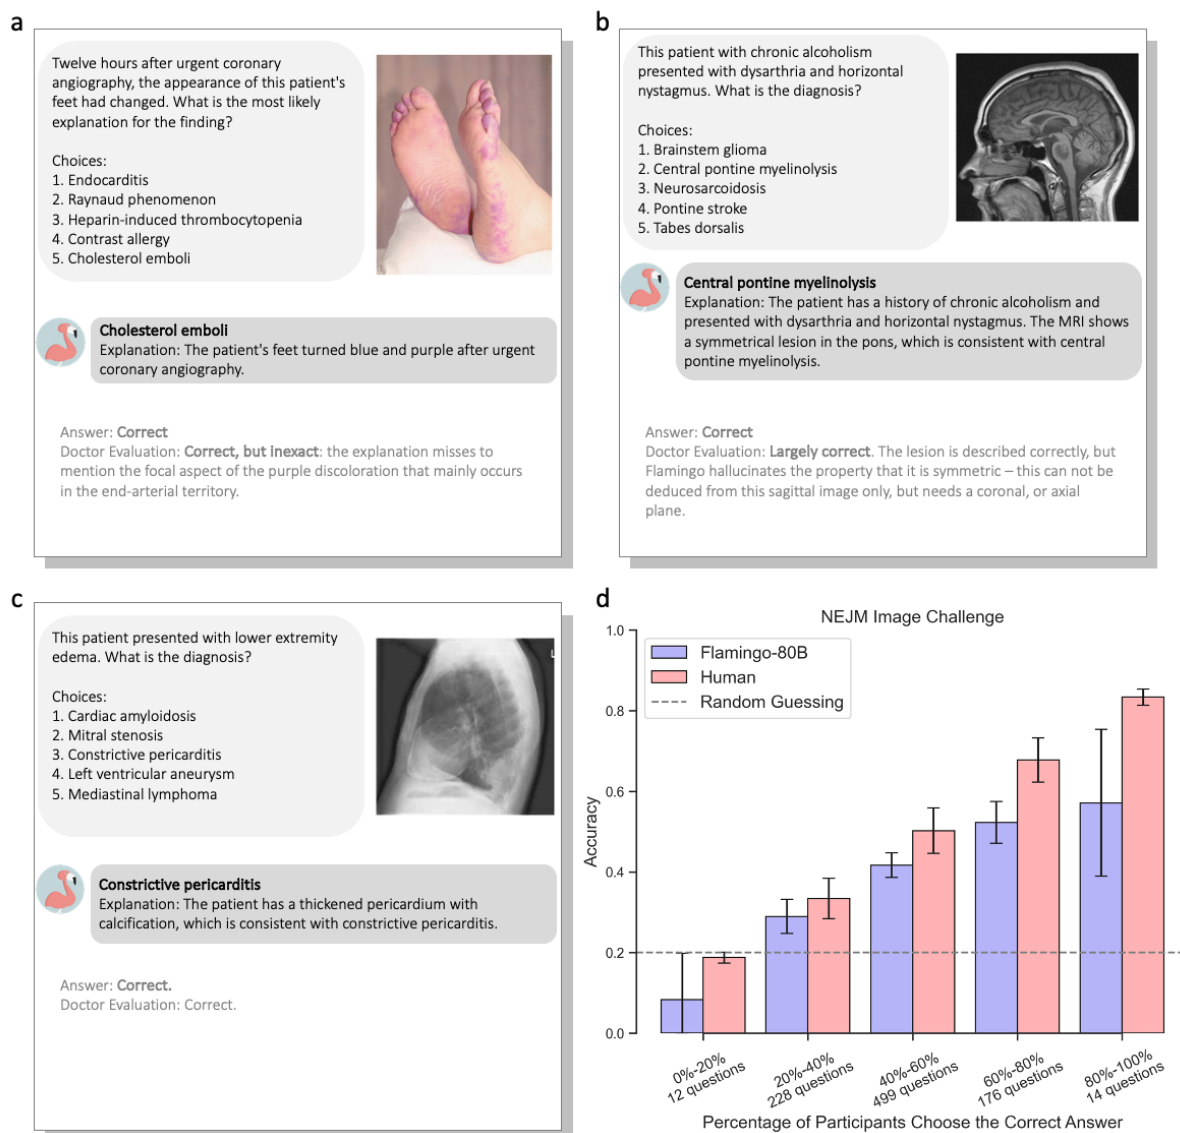 a
Twelve hours after urgent coronary
angiography, the appearance of this patient's
feet had changed. What is the most likely
explanation for the finding?
Choices:
1. Endocarditis
2. Raynaud phenomenon
3. Heparin-induced thrombocytopenia
4. Contrast allergy
5. Cholesterol emboli
Cholesterol emboli
Explanation: The patient's feet turned blue and purple after urgent
coronary angiography.
Answer: Correct
Doctor Evaluation: Correct, but inexact: the explanation misses to
mention the focal aspect of the purple discoloration that mainly occurs
in the end-arterial territory.
b
This patient with chronic alcoholism
presented with dysarthria and horizontal
nystagmus. What is the diagnosis?
Choices:
1. Brainstem glioma
2. Central pontine myelinolysis
3. Neurosarcoidosis
4. Pontine stroke
5. Tabes dorsalis
Central pontine myelinolysis
Explanation: The patient has a history of chronic alcoholism and
presented with dysarthria and horizontal nystagmus. The MRI shows
a symmetrical lesion in the pons, which is consistent with central
pontine myelinolysis.
Answer: Correct
Doctor Evaluation: Largely correct. The lesion is described correctly, but
Flamingo hallucinates the property that it is symmetric – this can not be
deduced from this sagittal image only, but needs a coronal, or axial
plane.
c
This patient presented with lower extremity
edema. What is the diagnosis?
Choices:
1. Cardiac amyloidosis
2. Mitral stenosis
3. Constrictive pericarditis
4. Left ventricular aneurysm
5. Mediastinal lymphoma
L
Constrictive pericarditis
Explanation: The patient has a thickened pericardium with
calcification, which is consistent with constrictive pericarditis.
Answer: Correct.
Doctor Evaluation: Correct.
d
NEJM Image Challenge
Flamingo-80B
Human
Random Guessing
Accuracy
1.0
0.8
0.6
0.4
0.2
0.0
0%-20%
12 questions
20%-40%
228 questions
40%-60%
499 questions
60%-80%
176 questions
80%-100%
14 questions
Percentage of Participants Choose the Correct Answer